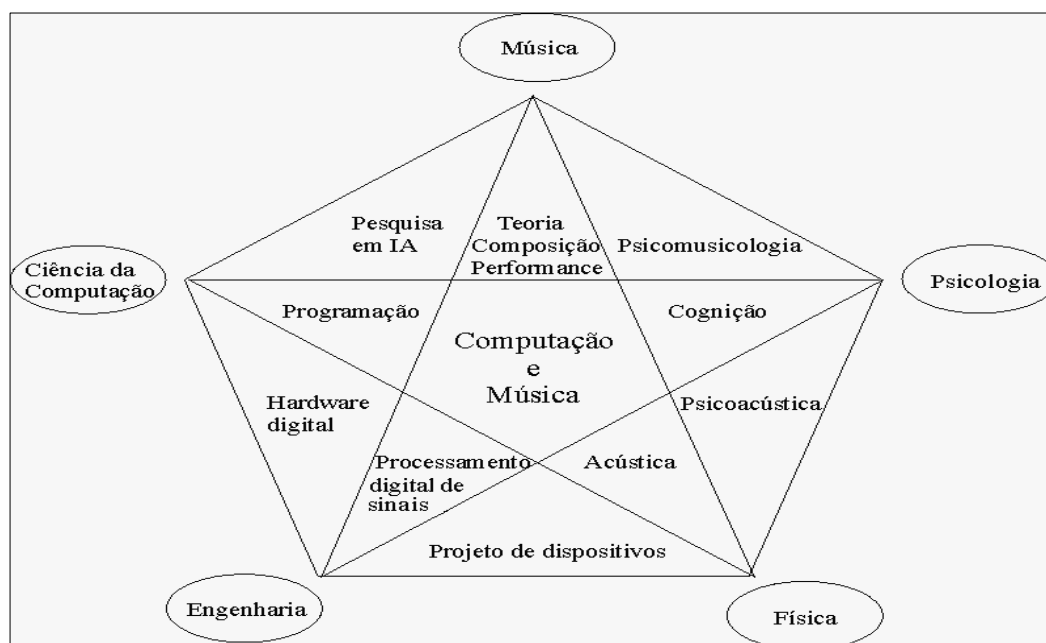 Música
Pesquisa
em IA
Teoria
Composição
Performance
Psicomusicologia
Ciência da
Computação
Psicologia
Programação
Cognição
Computação
e
Música
Hardware
digital
Psicoacústica
Processamento
digital de
sinais
Acústica
Projeto de dispositivos
Engenharia
Física